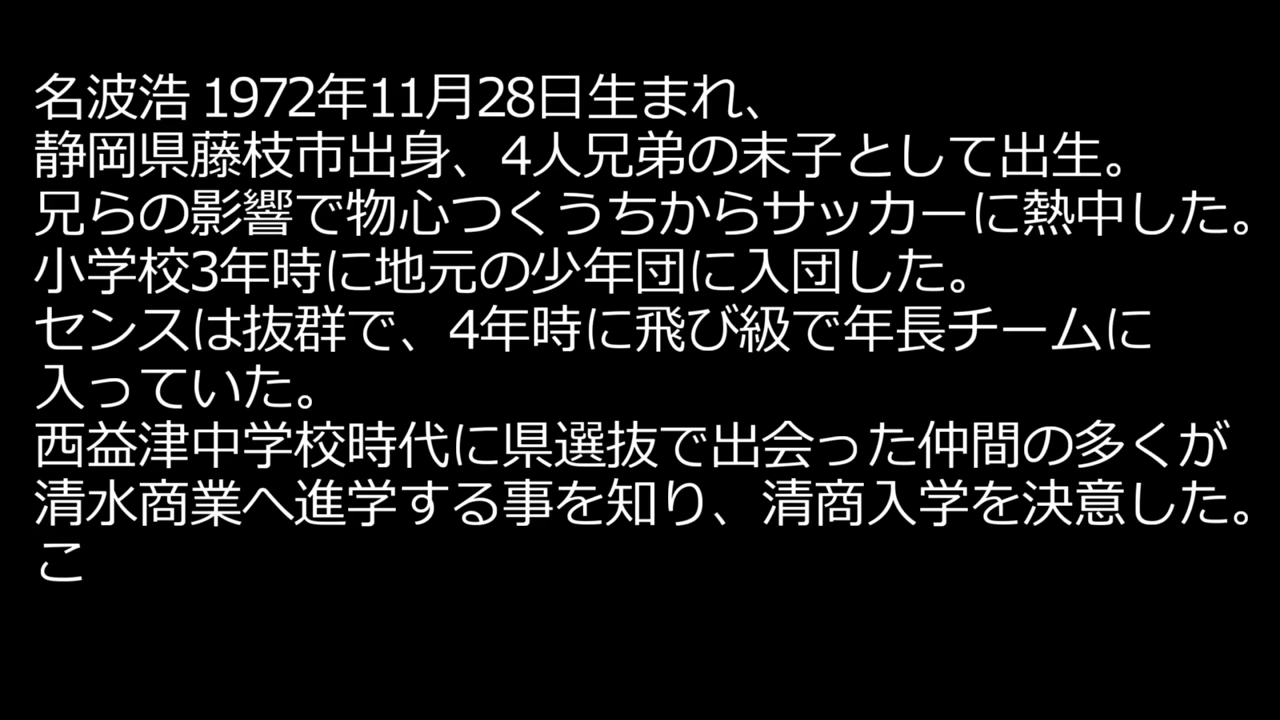 名波浩 1972年11月28日生まれ、
静岡県藤枝市出身、4人兄弟の末子として出生。
兄らの影響で物心つくうちからサッカーに熱中した。
小学校3年時に地元の少年団に入団した。
センスは抜群で、4年時に飛び級で年長チームに
入っていた。
西益津中学校時代に県選抜で出会った仲間の多くが
清水商業へ進学する事を知り、清商入学を決意した。
こ